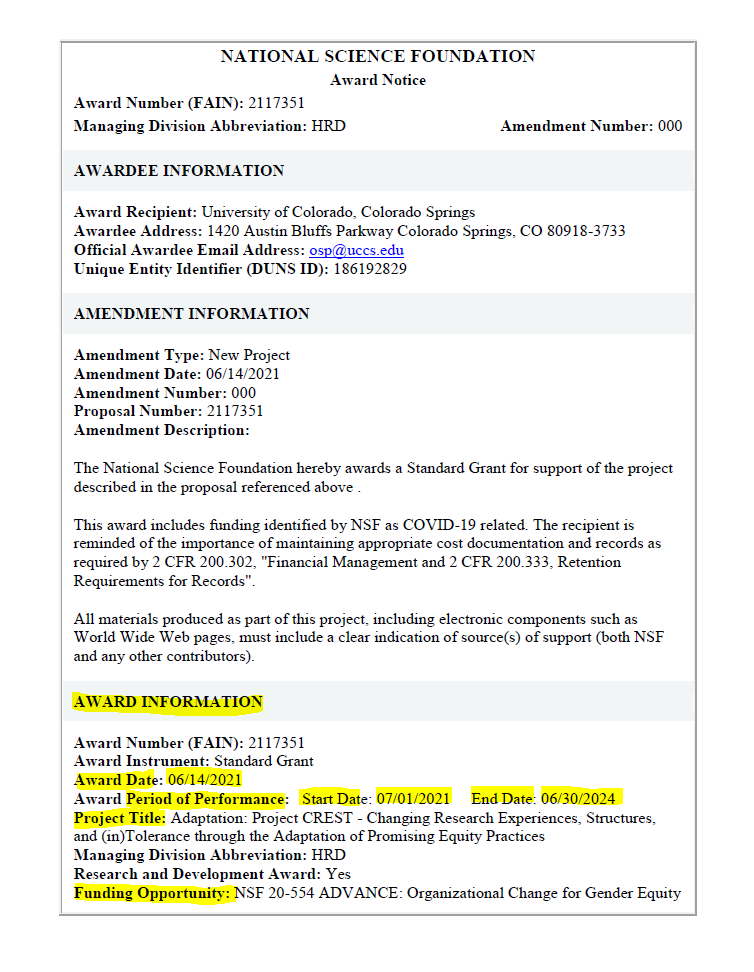 NATIONAL SCIENCE FOUNDATION
Award Notice
Award Number (FAIN): 2117351
Managing Division Abbreviation: HRD Amendment Number: 000
AWARDEE INFORMATION
Award Recipient: University of Colorado, Colorado Springs
Awardee Address: 1420 Austin Bluffs Parkway Colorado Springs, CO 80918-3733
Official Awardee Email Address: osp@uccs.edu
Unique Entity Identifier (DUNS ID): 186192829
AMENDMENT INFORMATION
Amendment Type: New Project
Amendment Date: 06/14/2021
Amendment Number: 000
Proposal Number: 2117351
Amendment Description:
The National Science Foundation hereby awards a Standard Grant for support of the project
described in the proposal referenced above .
This award includes funding identified by NSF as COVID-19 related. The recipient is
reminded of the importance of maintaining appropriate cost documentation and records as
required by 2 CFR 200.302, "Financial Management and 2 CFR 200.333, Retention
Requirements for Records".
All materials produced as part of this project, including electronic components such as
World Wide Web pages, must include a clear indication of source(s) of support (both NSF
and any other contributors).
AWARD INFORMATION
Award Number (FAIN): 2117351
Award Instrument: Standard Grant
Award Date: 06/14/2021
Award Period of Performance: Start Date: 07/01/2021 End Date: 06/30/2024
Project Title: Adaptation: Project CREST - Changing Research Experiences, Structures,
and (in)Tolerance through the Adaptation of Promising Equity Practices
Managing Division Abbreviation: HRD
Research and Development Award: Yes
Funding Opportunity: NSF 20-554 ADVANCE: Organizational Change for Gender Equity